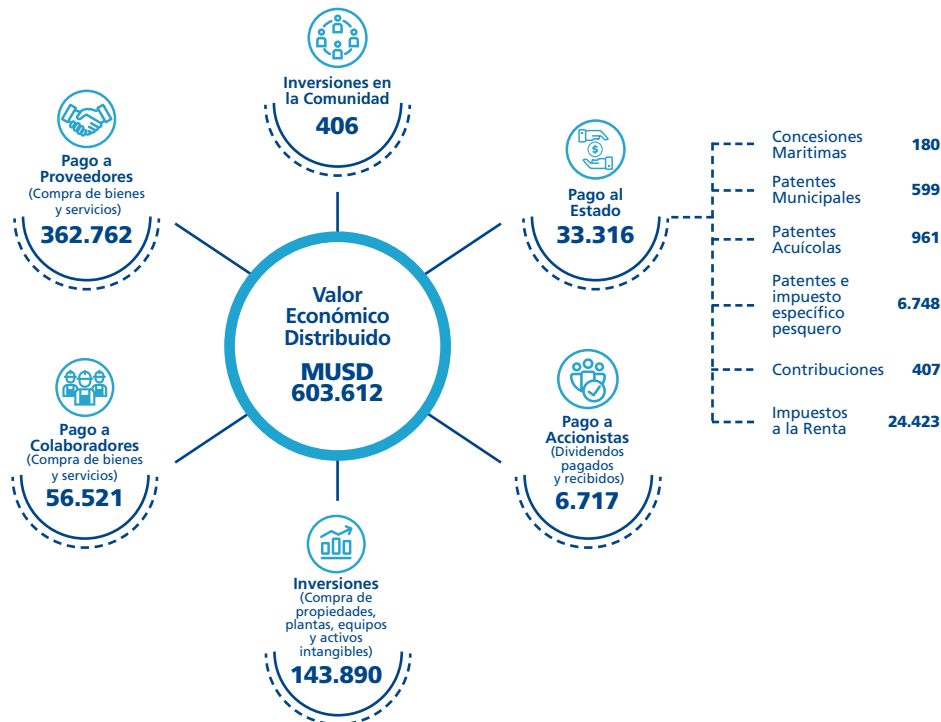 Inversiones en
la Comunidad
406
Pago a
Proveedores
(Compra de bienes
y servicios)
362.762
Pago al
Estado
33.316
Concesiones
Maritimas
180
Patentes
Municipales
599
Patentes
Acuícolas
961
Patentes e
impuesto
específico
pesquero
6.748
Contribuciones
407
Impuestos
a la Renta
24.423
Valor
Económico
Distribuido
MUSD
603.612
Pago a
Colaboradores
(Compra de bienes
y servicios)
56.521
Pago a
Accionistas
(Dividendos
pagados
y recibidos)
6.717
Inversiones
(Compra de
propiedades,
plantas, equipos
y activos
intangibles)
143.890